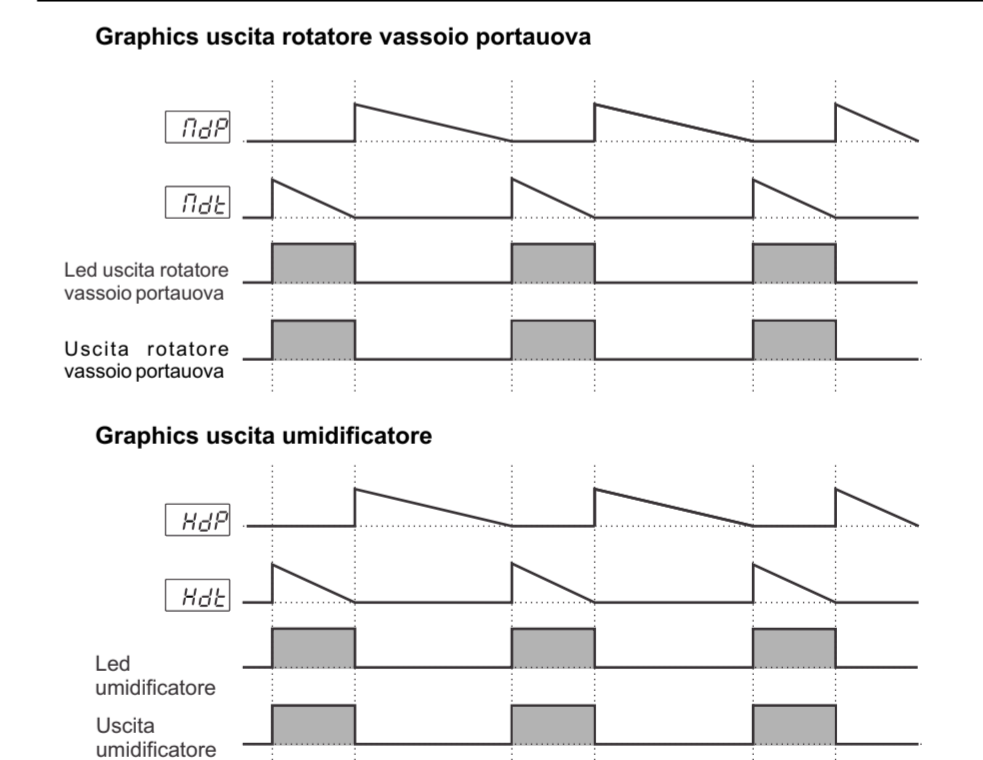 Graphics uscita rotatore vassoio portauova
MdP
Mdt
Led uscita rotatore
vassoio portauova
Uscita rotatore
vassoio portauova
Graphics uscita umidificatore
HdP
Hdt
Led
umidificatore
Uscita
umidificatore